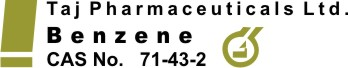 Taj Pharmaceuticals Ltd.
Benzene
CAS No. 71-43-2